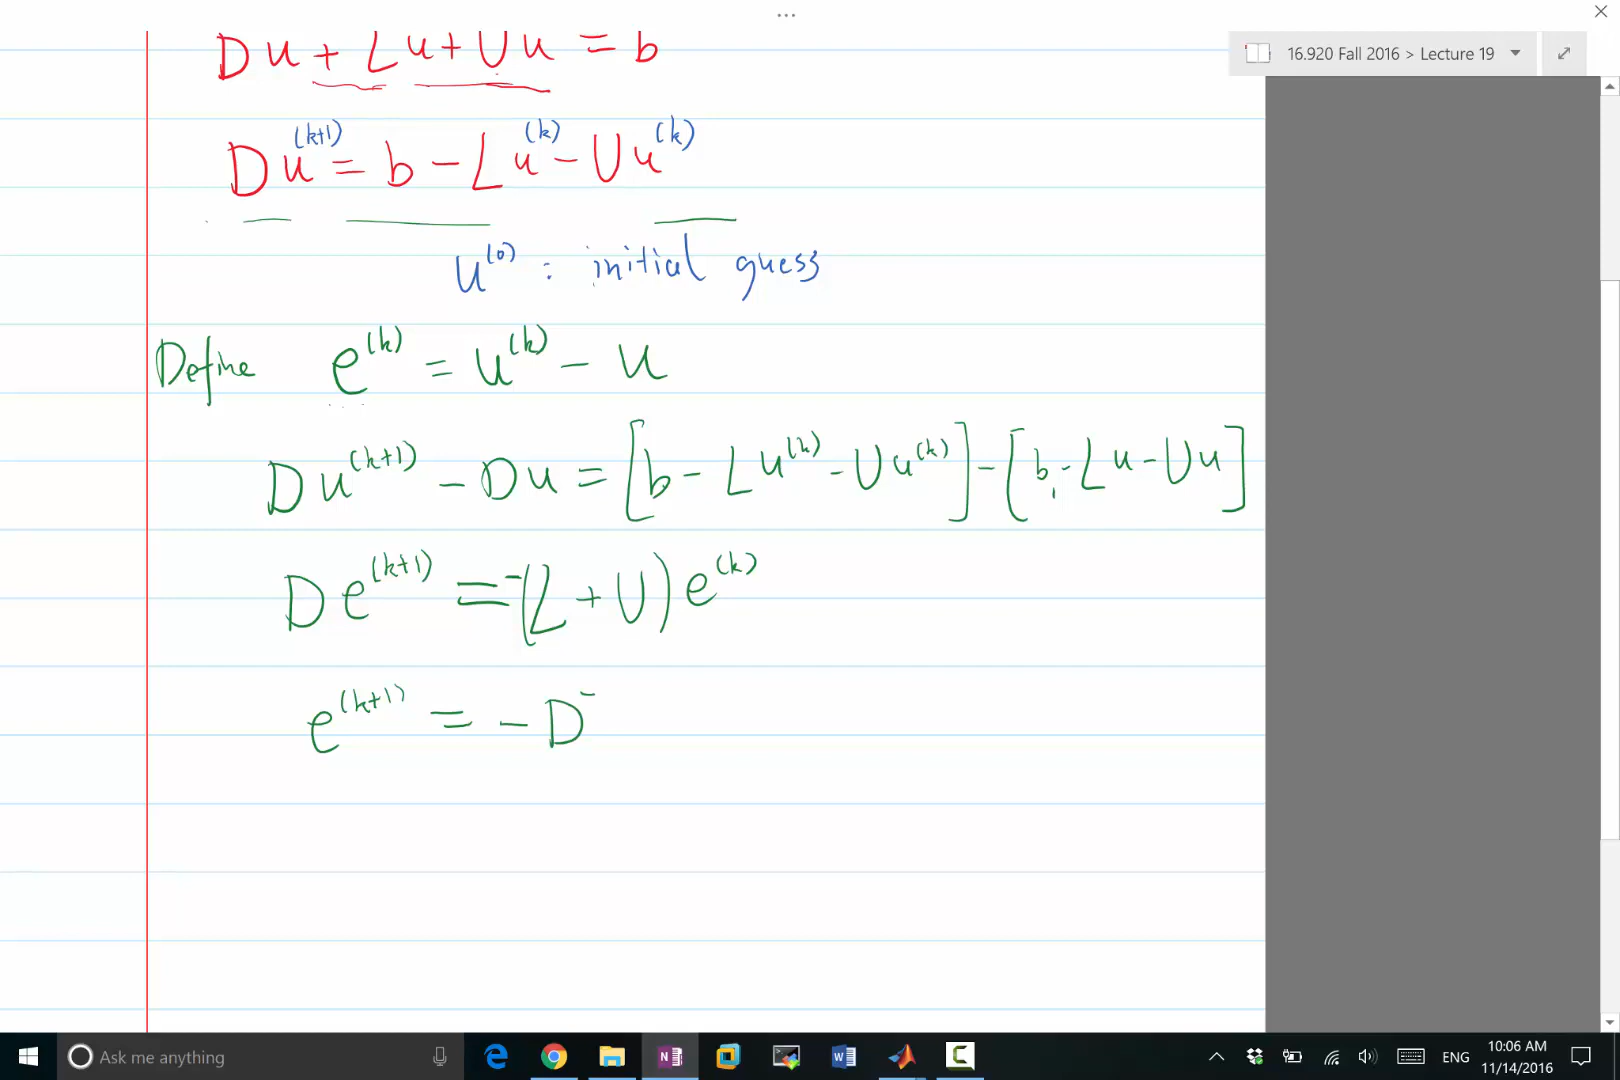 ...
16.920 Fall 2016 > Lecture 19
Du + Lu + Uu = b
Du^(k+1) = b - Lu^(k) - Uu^(k)
u^(0) : initial guess
Define e^(k) = u^(k) - u
Du^(k+1) - Du = [b - Lu^(k) - Uu^(k)] - [b - Lu - Uu]
De^(k+1) = -(L + U) e^(k)
e^(k+1) = - D^-
Ask me anything
ENG
10:06 AM
11/14/2016